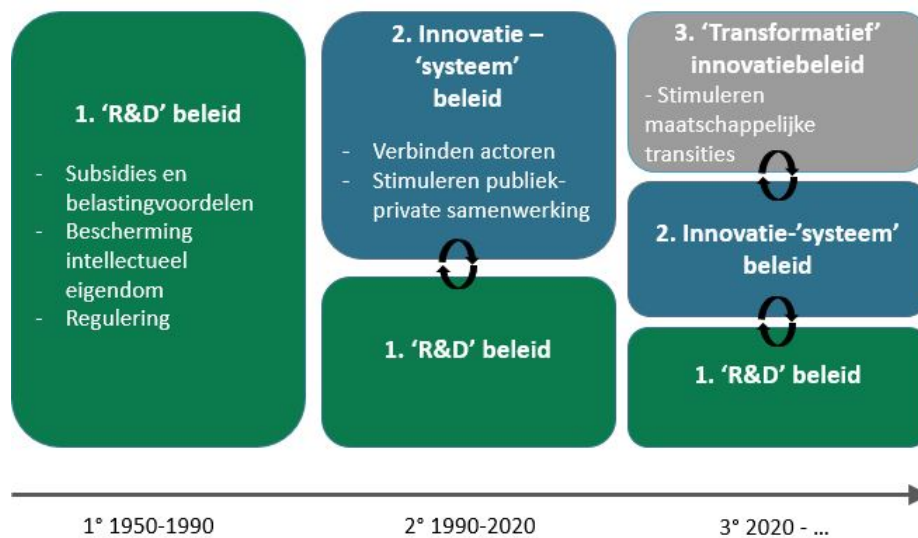 1. ‘R&D’ beleid
- Subsidies en
belastingvoordelen
- Bescherming
intellectueel
eigendom
- Regulering
2. Innovatie –
‘systeem’
beleid
- Verbinden actoren
- Stimuleren publiek-
private samenwerking
1. ‘R&D’ beleid
3. ‘Transformatief’
innovatiebeleid
- Stimuleren
maatschappelijke
transities
2. Innovatie-’systeem’
beleid
1. ‘R&D’ beleid
1° 1950-1990
2° 1990-2020
3° 2020 - ...